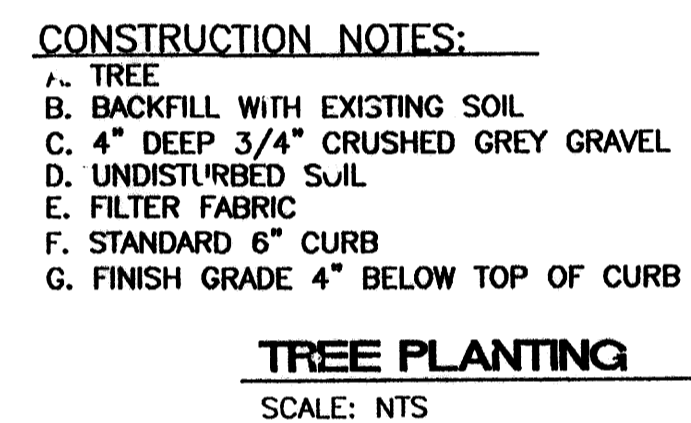 CONSTRUCTION NOTES:
A. TREE
B. BACKFILL WITH EXISTING SOIL
C. 4" DEEP 3/4" CRUSHED GREY GRAVEL
D. UNDISTURBED SOIL
E. FILTER FABRIC
F. STANDARD 6" CURB
G. FINISH GRADE 4" BELOW TOP OF CURB
TREE PLANTING
SCALE: NTS